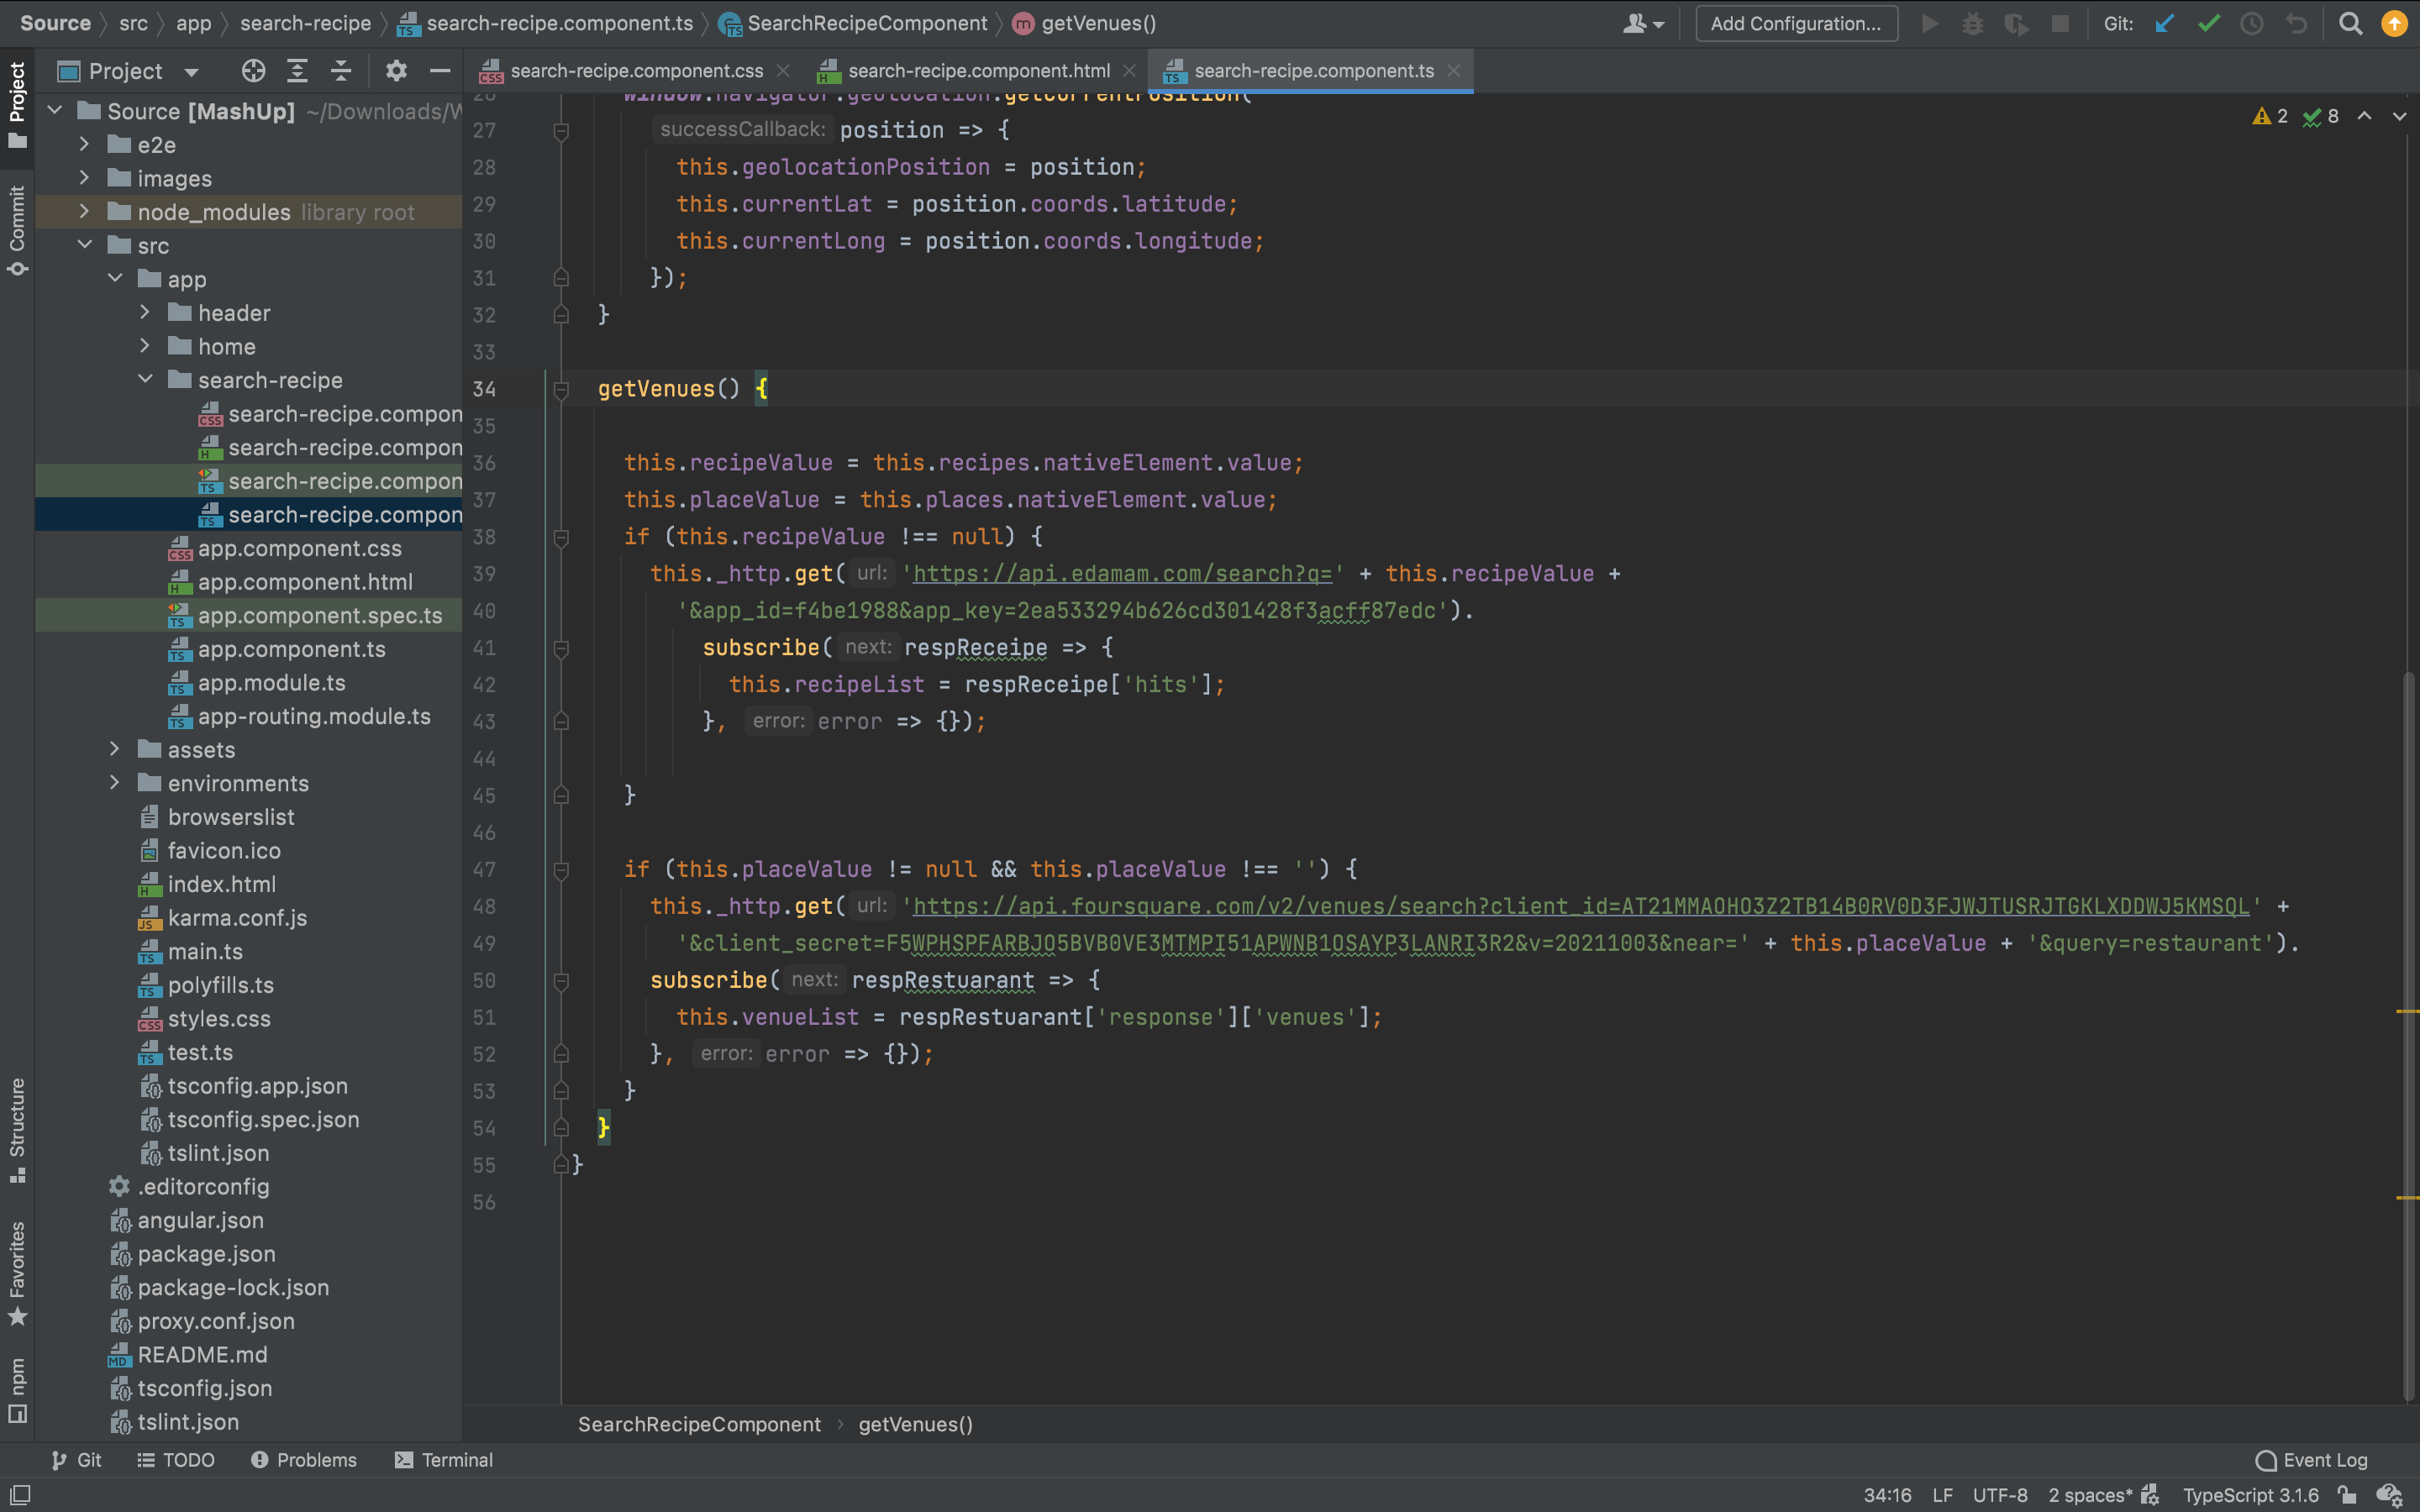 Source src app search-recipe search-recipe.component.ts SearchRecipeComponent getVenues() Add Configuration... Git:
Project search-recipe.component.css search-recipe.component.html search-recipe.component.ts
Project
Commit
Structure
Favorites
npm
Source [MashUp] ~/Downloads/W
e2e
images
node_modules library root
src
app
header
home
search-recipe
search-recipe.compon
search-recipe.compon
search-recipe.compon
search-recipe.compon
app.component.css
app.component.html
app.component.spec.ts
app.component.ts
app.module.ts
app-routing.module.ts
assets
environments
browserslist
favicon.ico
index.html
karma.conf.js
main.ts
polyfills.ts
styles.css
test.ts
tsconfig.app.json
tsconfig.spec.json
tslint.json
.editorconfig
angular.json
package.json
package-lock.json
proxy.conf.json
README.md
tsconfig.json
tslint.json
2 8
26 window.navigator.geolocation.getCurrentPosition(
27 successCallback: position => {
28 this.geolocationPosition = position;
29 this.currentLat = position.coords.latitude;
30 this.currentLong = position.coords.longitude;
31 });
32 }
33
34 getVenues() {
35
36 this.recipeValue = this.recipes.nativeElement.value;
37 this.placeValue = this.places.nativeElement.value;
38 if (this.recipeValue !== null) {
39 this._http.get( url: 'https://api.edamam.com/search?q=' + this.recipeValue +
40 '&app_id=f4be1988&app_key=2ea533294b626cd301428f3acff87edc').
41 subscribe( next: respReceipe => {
42 this.recipeList = respReceipe['hits'];
43 }, error: error => {});
44
45 }
46
47 if (this.placeValue != null && this.placeValue !== '') {
48 this._http.get( url: 'https://api.foursquare.com/v2/venues/search?client_id=AT21MMAOHO3Z2TB14B0RV0D3FJWJTUSRJTGKLXDDWJ5KMSQL' +
49 '&client_secret=F5WPHSPFARBJO5BVB0VE3MTMPI51APWNB1OSAYP3LANRI3R2&v=20211003&near=' + this.placeValue + '&query=restaurant').
50 subscribe( next: respRestuarant => {
51 this.venueList = respRestuarant['response']['venues'];
52 }, error: error => {});
53 }
54 }
55 }
56
SearchRecipeComponent getVenues()
Git TODO Problems Terminal Event Log
34:16 LF UTF-8 2 spaces* TypeScript 3.1.6